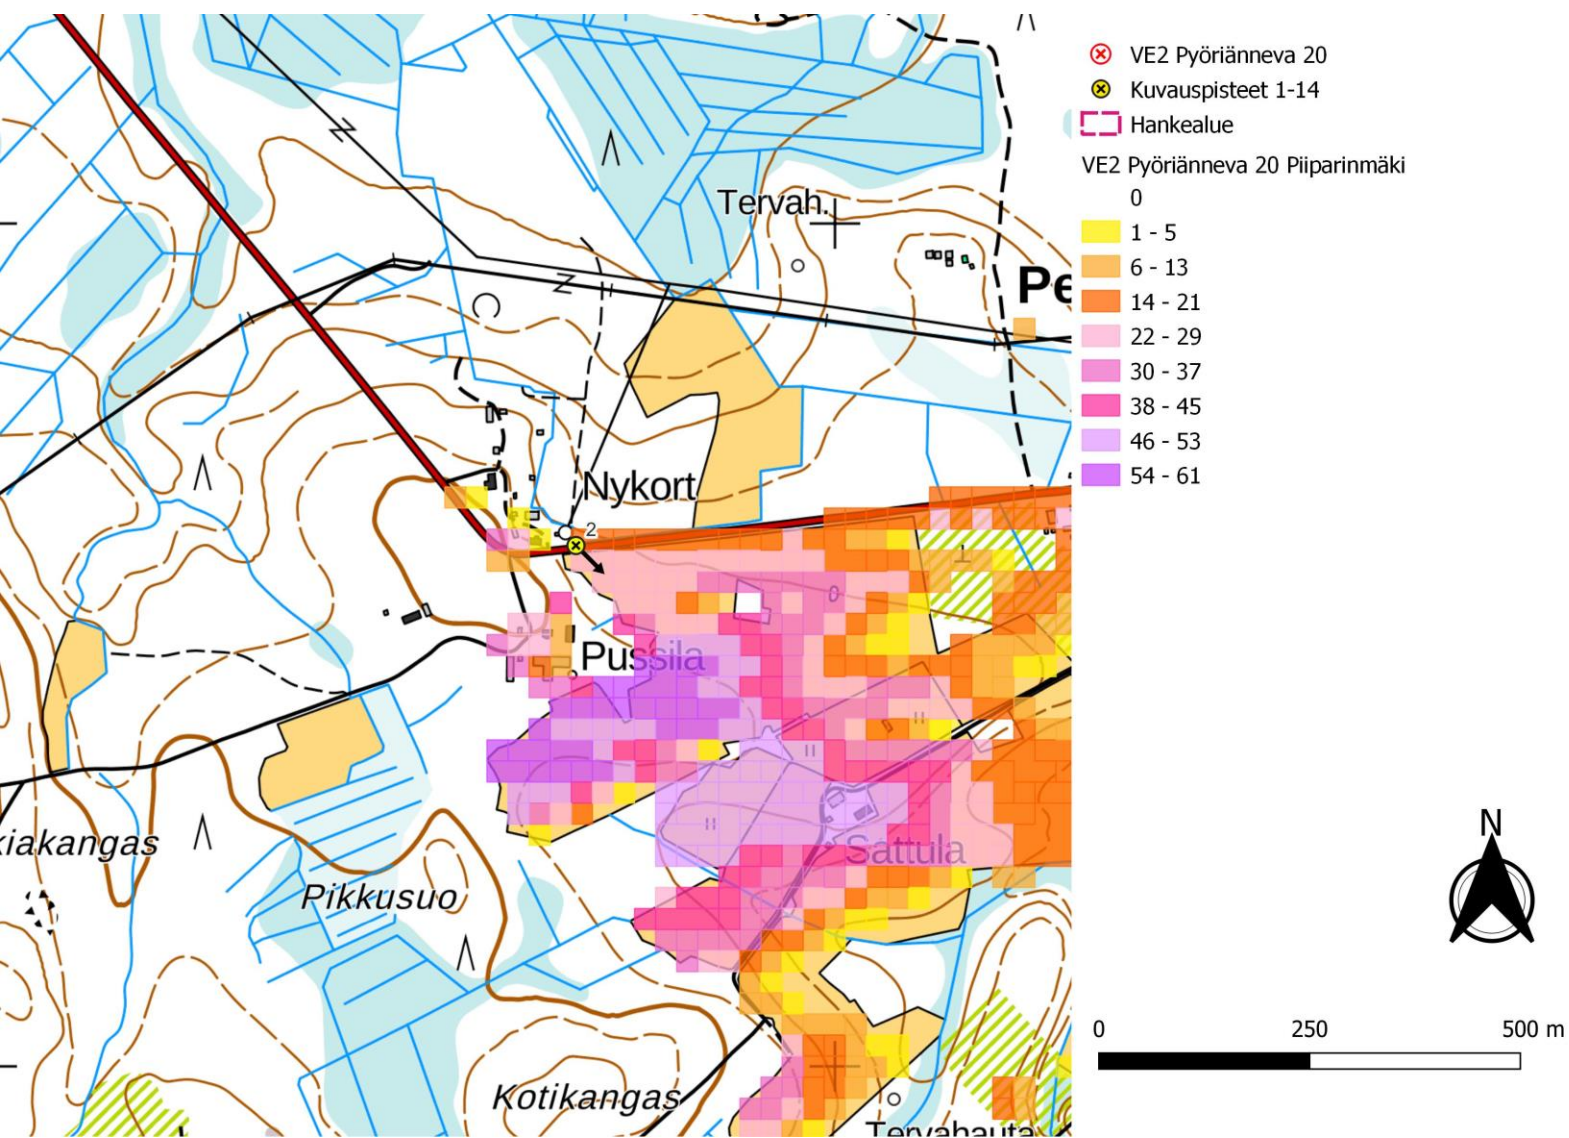 VE2 Pyöriänneva 20
Kuvauspisteet 1-14
Hankealue
VE2 Pyöriänneva 20 Piiparinmäki
0
1 - 5
6 - 13
14 - 21
22 - 29
30 - 37
38 - 45
46 - 53
54 - 61
Tervah.
Pe
Nykort
2
Pussila
Sattula
kiakangas
Pikkusuo
Kotikangas
Tervahauta
N
0 250 500 m